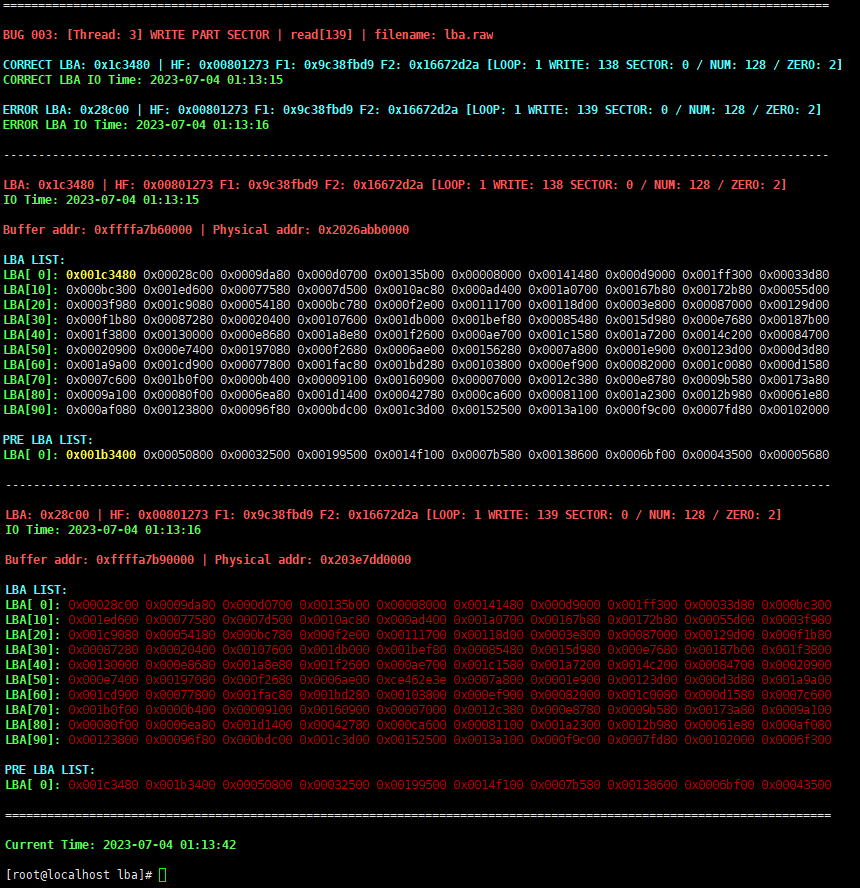 ======================================================================================================================
BUG 003: [Thread: 3] WRITE PART SECTOR | read[139] | filename: lba.raw
CORRECT LBA: 0x1c3480 | HF: 0x00801273 F1: 0x9c38fbd9 F2: 0x16672d2a [LOOP: 1 WRITE: 138 SECTOR: 0 / NUM: 128 / ZERO: 2]
CORRECT LBA IO Time: 2023-07-04 01:13:15
ERROR LBA: 0x28c00 | HF: 0x00801273 F1: 0x9c38fbd9 F2: 0x16672d2a [LOOP: 1 WRITE: 139 SECTOR: 0 / NUM: 128 / ZERO: 2]
ERROR LBA IO Time: 2023-07-04 01:13:16
----------------------------------------------------------------------------------------------------------------------
LBA: 0x1c3480 | HF: 0x00801273 F1: 0x9c38fbd9 F2: 0x16672d2a [LOOP: 1 WRITE: 138 SECTOR: 0 / NUM: 128 / ZERO: 2]
IO Time: 2023-07-04 01:13:15
Buffer addr: 0xffffa7b60000 | Physical addr: 0x2026abb0000
LBA LIST:
LBA[ 0]: 0x001c3480 0x00028c00 0x0009da80 0x000d0700 0x00135b00 0x00008000 0x00141480 0x000d9000 0x001ff300 0x00033d80
LBA[10]: 0x000bc300 0x001ed600 0x00077580 0x0007d500 0x0010ac80 0x000ad400 0x001a0700 0x00167b80 0x00172b80 0x00055d00
LBA[20]: 0x0003f980 0x001c9080 0x00054180 0x000bc780 0x000f2e00 0x00111700 0x00118d00 0x0003e800 0x00087000 0x00129d00
LBA[30]: 0x000f1b80 0x00087280 0x00020400 0x00107600 0x001db000 0x001bef80 0x00085480 0x0015d980 0x000e7680 0x00187b00
LBA[40]: 0x001f3800 0x00130000 0x000e8680 0x001a8e80 0x001f2600 0x000ae700 0x001c1580 0x001a7200 0x0014c200 0x00084700
LBA[50]: 0x00020900 0x000e7400 0x00197080 0x000f2680 0x0006ae00 0x00156280 0x0007a800 0x0001e900 0x00123d00 0x000d3d80
LBA[60]: 0x001a9a00 0x001cd900 0x00077800 0x001fac80 0x001bd280 0x00103800 0x000ef900 0x00082000 0x001c0080 0x000d1580
LBA[70]: 0x0007c600 0x001b0f00 0x0000b400 0x00009100 0x00160900 0x00007000 0x0012c380 0x000e8780 0x0009b580 0x00173a80
LBA[80]: 0x0009a100 0x00080f00 0x0006ea80 0x001d1400 0x00042780 0x000ca600 0x00081100 0x001a2300 0x0012b980 0x00061e80
LBA[90]: 0x000af080 0x00123800 0x00096f80 0x000bdc00 0x001c3d00 0x00152500 0x0013a100 0x000f9c00 0x0007fd80 0x00102000
PRE LBA LIST:
LBA[ 0]: 0x001b3400 0x00050800 0x00032500 0x00199500 0x0014f100 0x0007b580 0x00138600 0x0006bf00 0x00043500 0x00005680
----------------------------------------------------------------------------------------------------------------------
LBA: 0x28c00 | HF: 0x00801273 F1: 0x9c38fbd9 F2: 0x16672d2a [LOOP: 1 WRITE: 139 SECTOR: 0 / NUM: 128 / ZERO: 2]
IO Time: 2023-07-04 01:13:16
Buffer addr: 0xffffa7b90000 | Physical addr: 0x203e7dd0000
LBA LIST:
LBA[ 0]: 0x00028c00 0x0009da80 0x000d0700 0x00135b00 0x00008000 0x00141480 0x000d9000 0x001ff300 0x00033d80 0x000bc300
LBA[10]: 0x001ed600 0x00077580 0x0007d500 0x0010ac80 0x000ad400 0x001a0700 0x00167b80 0x00172b80 0x00055d00 0x0003f980
LBA[20]: 0x001c9080 0x00054180 0x000bc780 0x000f2e00 0x00111700 0x00118d00 0x0003e800 0x00087000 0x00129d00 0x000f1b80
LBA[30]: 0x00087280 0x00020400 0x00107600 0x001db000 0x001bef80 0x00085480 0x0015d980 0x000e7680 0x00187b00 0x001f3800
LBA[40]: 0x00130000 0x000e8680 0x001a8e80 0x001f2600 0x000ae700 0x001c1580 0x001a7200 0x0014c200 0x00084700 0x00020900
LBA[50]: 0x000e7400 0x00197080 0x000f2680 0x0006ae00 0xce462e3e 0x0007a800 0x0001e900 0x00123d00 0x000d3d80 0x001a9a00
LBA[60]: 0x001cd900 0x00077800 0x001fac80 0x001bd280 0x00103800 0x000ef900 0x00082000 0x001c0080 0x000d1580 0x0007c600
LBA[70]: 0x001b0f00 0x0000b400 0x00009100 0x00160900 0x00007000 0x0012c380 0x000e8780 0x0009b580 0x00173a80 0x0009a100
LBA[80]: 0x00080f00 0x0006ea80 0x001d1400 0x00042780 0x000ca600 0x00081100 0x001a2300 0x0012b980 0x00061e80 0x000af080
LBA[90]: 0x00123800 0x00096f80 0x000bdc00 0x001c3d00 0x00152500 0x0013a100 0x000f9c00 0x0007fd80 0x00102000 0x0006f300
PRE LBA LIST:
LBA[ 0]: 0x001c3480 0x001b3400 0x00050800 0x00032500 0x00199500 0x0014f100 0x0007b580 0x00138600 0x0006bf00 0x00043500
======================================================================================================================
Current Time: 2023-07-04 01:13:42
[root@localhost lba]#